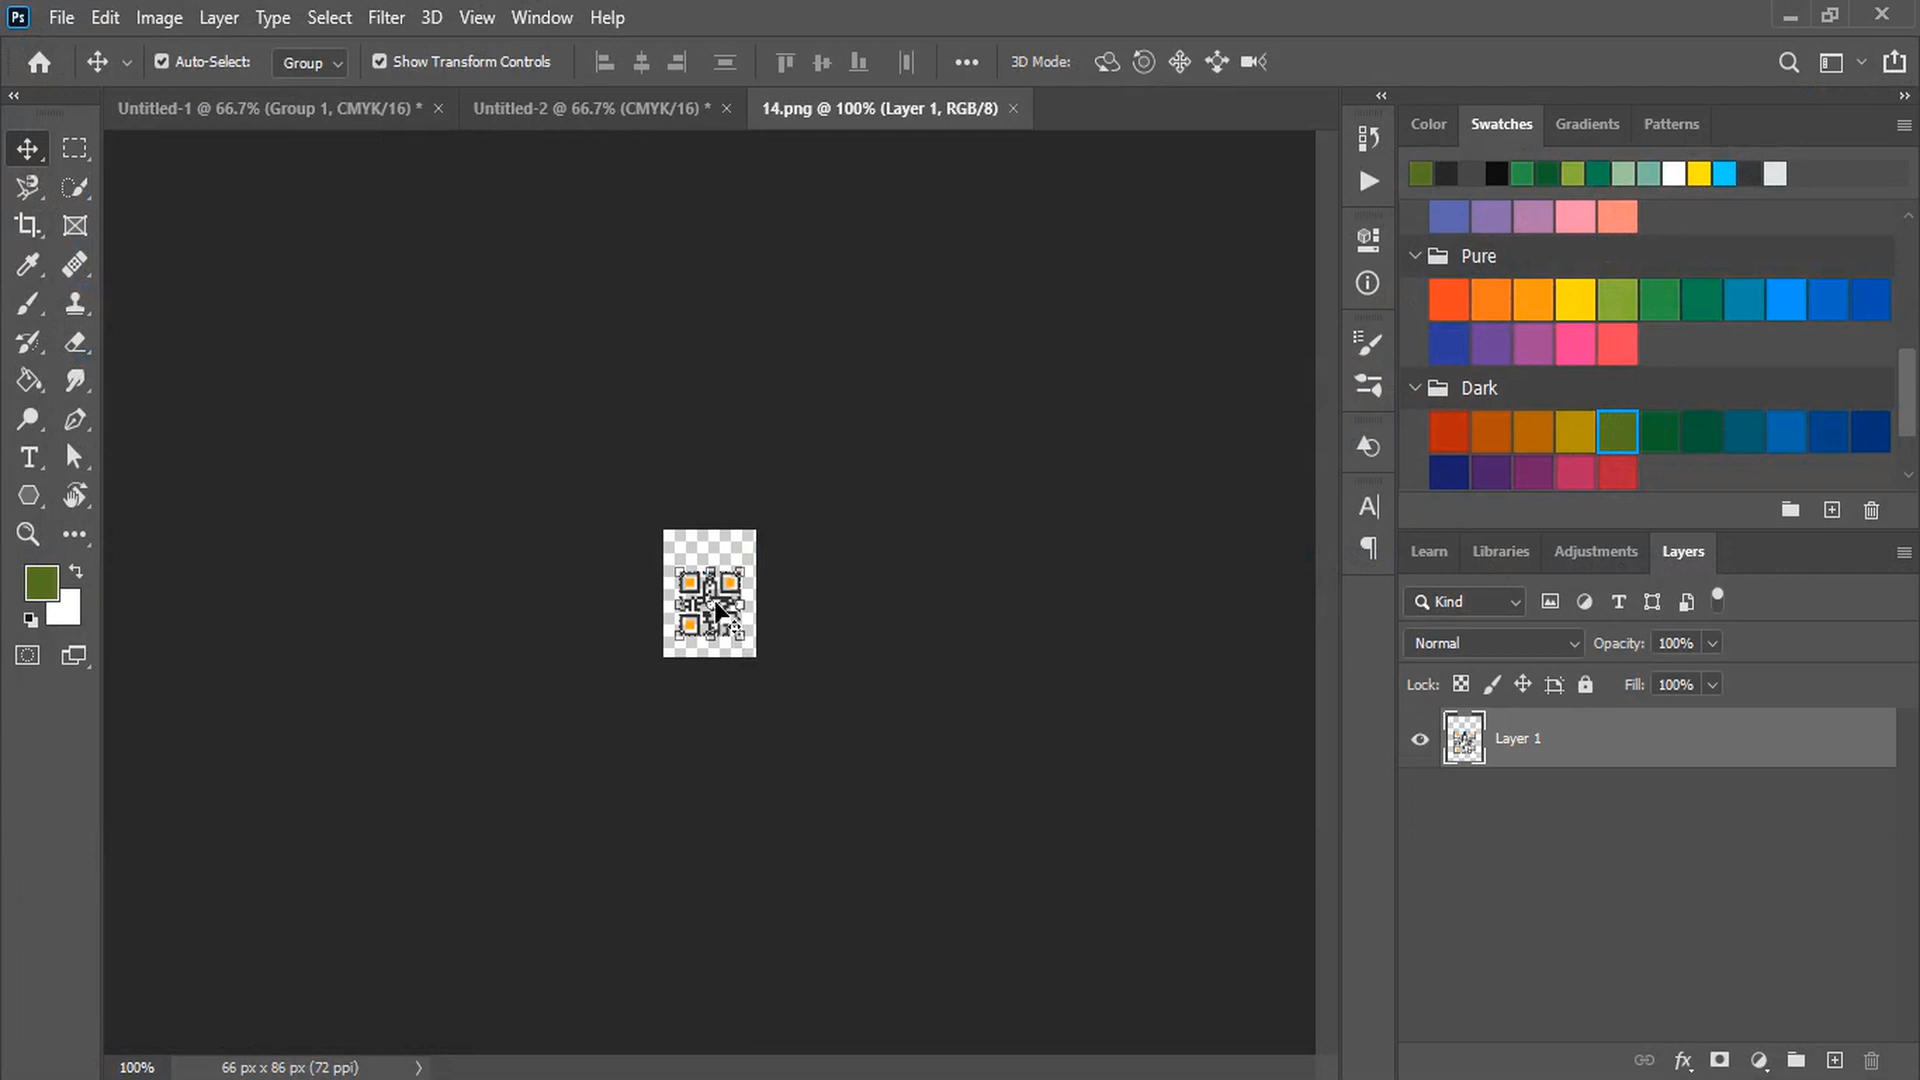 Ps File Edit Image Layer Type Select Filter 3D View Window Help
Auto-Select: Group Show Transform Controls 3D Mode:
Untitled-1 @ 66.7% (Group 1, CMYK/16) * Untitled-2 @ 66.7% (CMYK/16) * 14.png @ 100% (Layer 1, RGB/8)
Color Swatches Gradients Patterns
Pure
Dark
Learn Libraries Adjustments Layers
Kind
Normal Opacity: 100%
Lock: Fill: 100%
Layer 1
100% 66 px x 86 px (72 ppi)